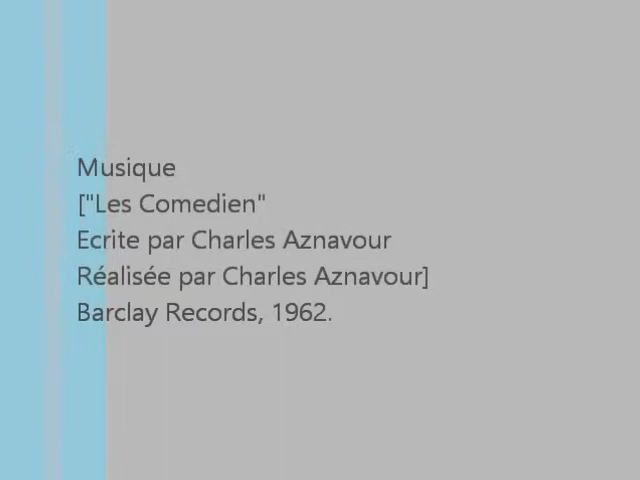 Musique
["Les Comedien"
Ecrite par Charles Aznavour
Réalisée par Charles Aznavour]
Barclay Records, 1962.